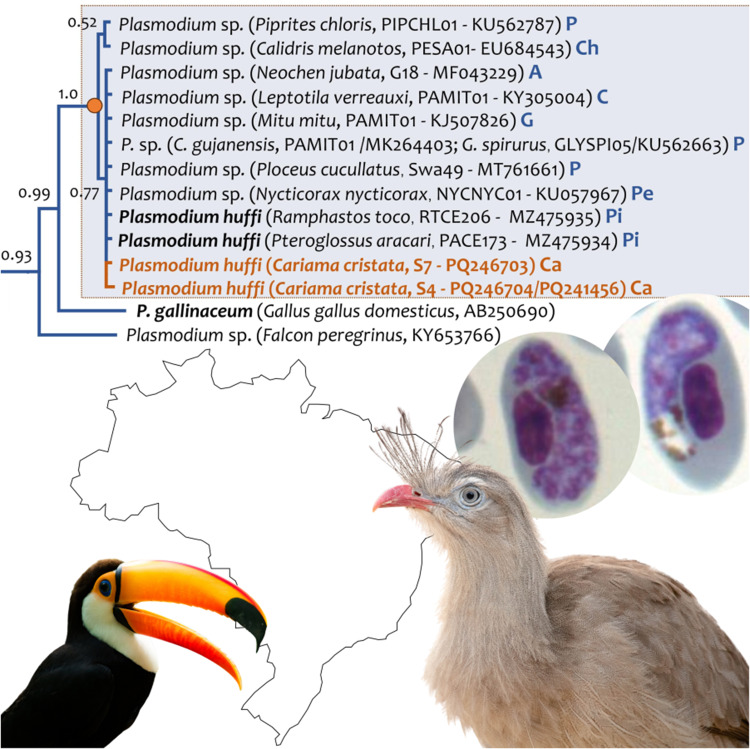 0.52
Plasmodium sp. (Piprites chloris, PIPCHL01 - KU562787) P
Plasmodium sp. (Calidris melanotos, PESA01- EU684543) Ch
Plasmodium sp. (Neochen jubata, G18 - MF043229) A
1.0
Plasmodium sp. (Leptotila verreauxi, PAMIT01 - KY305004) C
Plasmodium sp. (Mitu mitu, PAMIT01 - KJ507826) G
P. sp. (C. gujanensis, PAMIT01 /MK264403; G. spirurus, GLYSPI05/KU562663) P
Plasmodium sp. (Ploceus cucullatus, Swa49 - MT761661) P
0.99
0.77
Plasmodium sp. (Nycticorax nycticorax, NYCNYC01 - KU057967) Pe
Plasmodium huffi (Ramphastos toco, RTCE206 - MZ475935) Pi
Plasmodium huffi (Pteroglossus aracari, PACE173 - MZ475934) Pi
0.93
Plasmodium huffi (Cariama cristata, S7 - PQ246703) Ca
Plasmodium huffi (Cariama cristata, S4 - PQ246704/PQ241456) Ca
P. gallinaceum (Gallus gallus domesticus, AB250690)
Plasmodium sp. (Falcon peregrinus, KY653766)